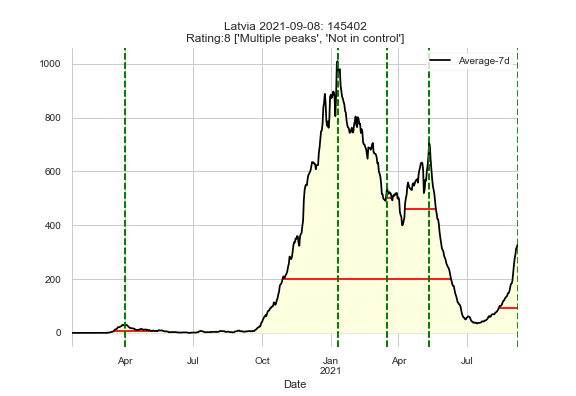 Latvia 2021-09-08: 145402
Rating:8 ['Multiple peaks', 'Not in control']
Average-7d
1000
800
600
400
200
0
Apr Jul Oct Jan Apr Jul
2021
Date